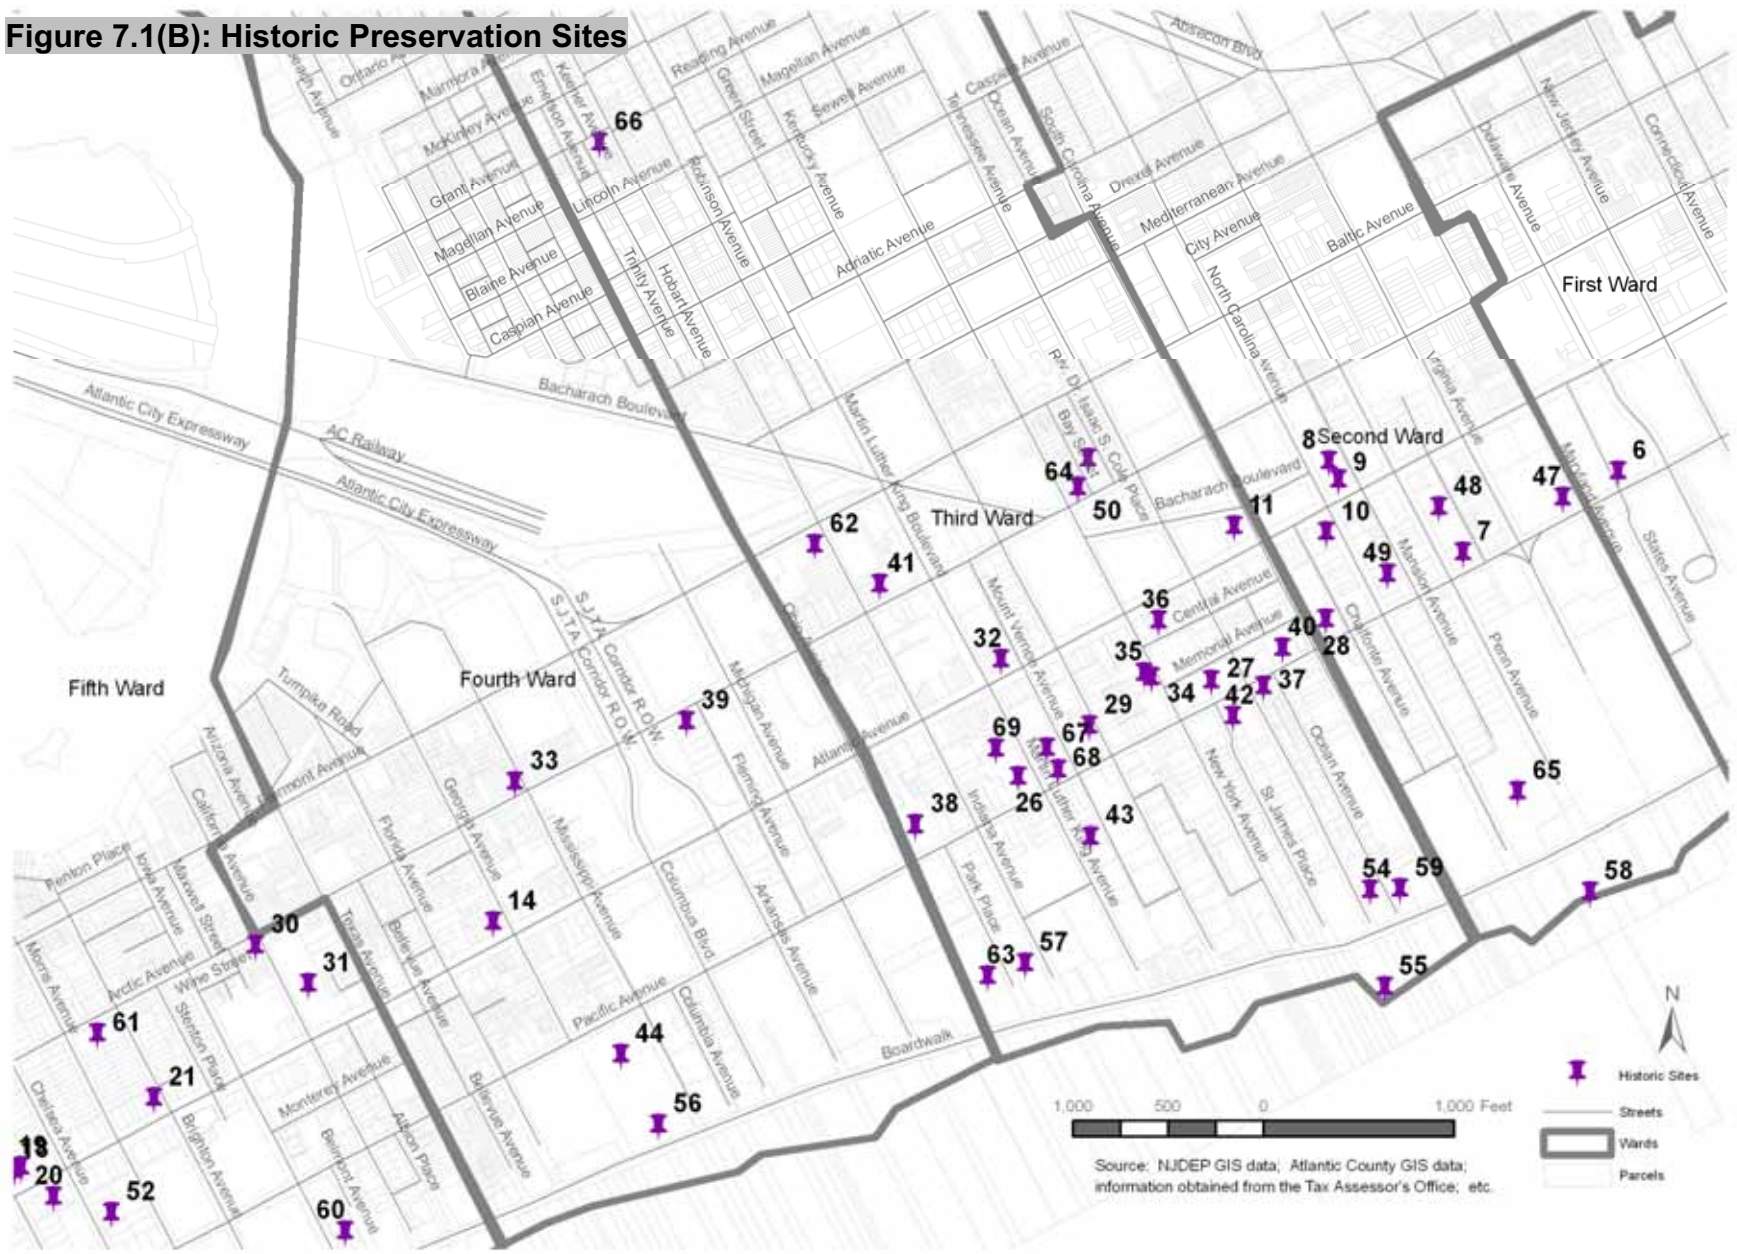 Figure 7.1(B): Historic Preservation Sites
Absecon Blvd
Ontario
Marmora
Reading Avenue
Magellan Avenue
Caspian Avenue
Sewell Avenue
Green Street
Kentucky Avenue
Emerson Avenue
McKinley Avenue
66
Grant Avenue
Lincoln Avenue
Robinson Avenue
Tennessee Avenue
Ocean Avenue
South Carolina Avenue
Drexel Avenue
Mediterranean Avenue
City Avenue
Baltic Avenue
Delaware Avenue
New Jersey Avenue
Connecticut Avenue
Magellan Avenue
Blaine Avenue
Caspian Avenue
Trinity Avenue
Hobart Avenue
Adriatic Avenue
North Carolina Avenue
First Ward
Virginia Avenue
Rev. Dr. Isaac S. Cole Place
Atlantic City Expressway
AC Railway
Bacharach Boulevard
Martin Luther King Boulevard
Atlantic City Expressway
Third Ward
64
50
Bacharach Boulevard
8
Second Ward
9
10
11
48
47
6
7
49
Maryland Avenue
States Avenue
Mansion Avenue
62
41
Mount Vernon Avenue
36
Central Avenue
Memorial Avenue
40
28
Chalfonte Avenue
Penn Avenue
32
35
34
27
37
42
29
S J T A Corridor R.O.W.
S J T A Corridor R.O.W.
Fifth Ward
Fourth Ward
Turnpike Road
Arizona Avenue
Fairmont Avenue
39
Michigan Avenue
Atlantic Avenue
69
67
68
26
33
Georgia Avenue
Fleming Avenue
38
Indiana Avenue
43
New York Avenue
St James Place
Ocean Avenue
65
California Avenue
Florida Avenue
Mississippi Avenue
Columbus Blvd.
Arkansas Avenue
Park Place
54
59
58
Fenton Place
Iowa Avenue
Maxwell Street
14
30
31
Texas Avenue
Bellevue Avenue
63
57
55
Morris Avenue
Arctic Avenue
Wine Street
Stenton Place
Pacific Avenue
Columbia Avenue
Boardwalk
61
44
21
Monterey Avenue
56
Chelsea Avenue
Brighton Avenue
Belmont Avenue
Albion Place
Bellevue Avenue
20
52
60
N
Historic Sites
Streets
Wards
Parcels
1,000 500 0 1,000 Feet
Source: NJDEP GIS data; Atlantic County GIS data;
information obtained from the Tax Assessor's Office; etc.